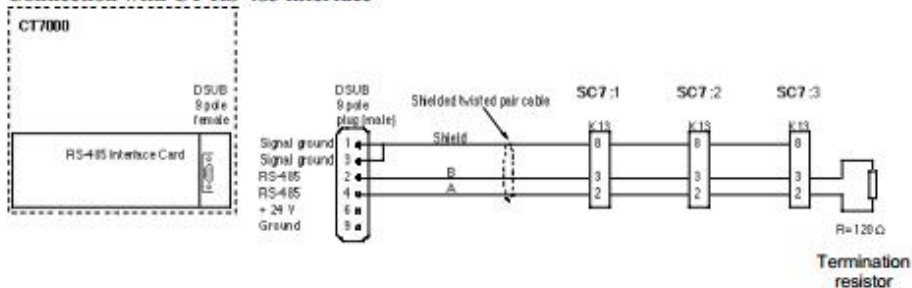 CT7000
DSUB
9 pole
female
RS-485 Interface Card
DSUB
9 pole
plug (male)
Signal ground 1
Signal ground 3
RS-485 2
RS-485 4
+ 24 V 6
Ground 9
Shielded twisted pair cable
Shield
B
A
SC7:1
K13
8
3
2
SC7:2
K13
8
3
2
SC7:3
K13
8
3
2
R=120 Ω
Termination
resistor